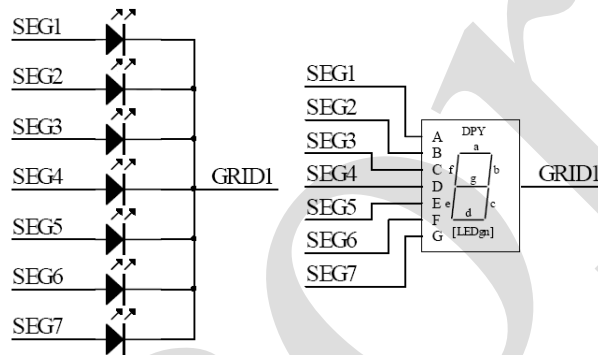 SEG1
SEG2
SEG3
SEG4
SEG5
SEG6
SEG7
GRID1
SEG1
SEG2
SEG3
SEG4
SEG5
SEG6
SEG7
A
B
C
D
E
F
G
DPY
a
f
b
g
e
c
d
[LEDgn]
GRID1